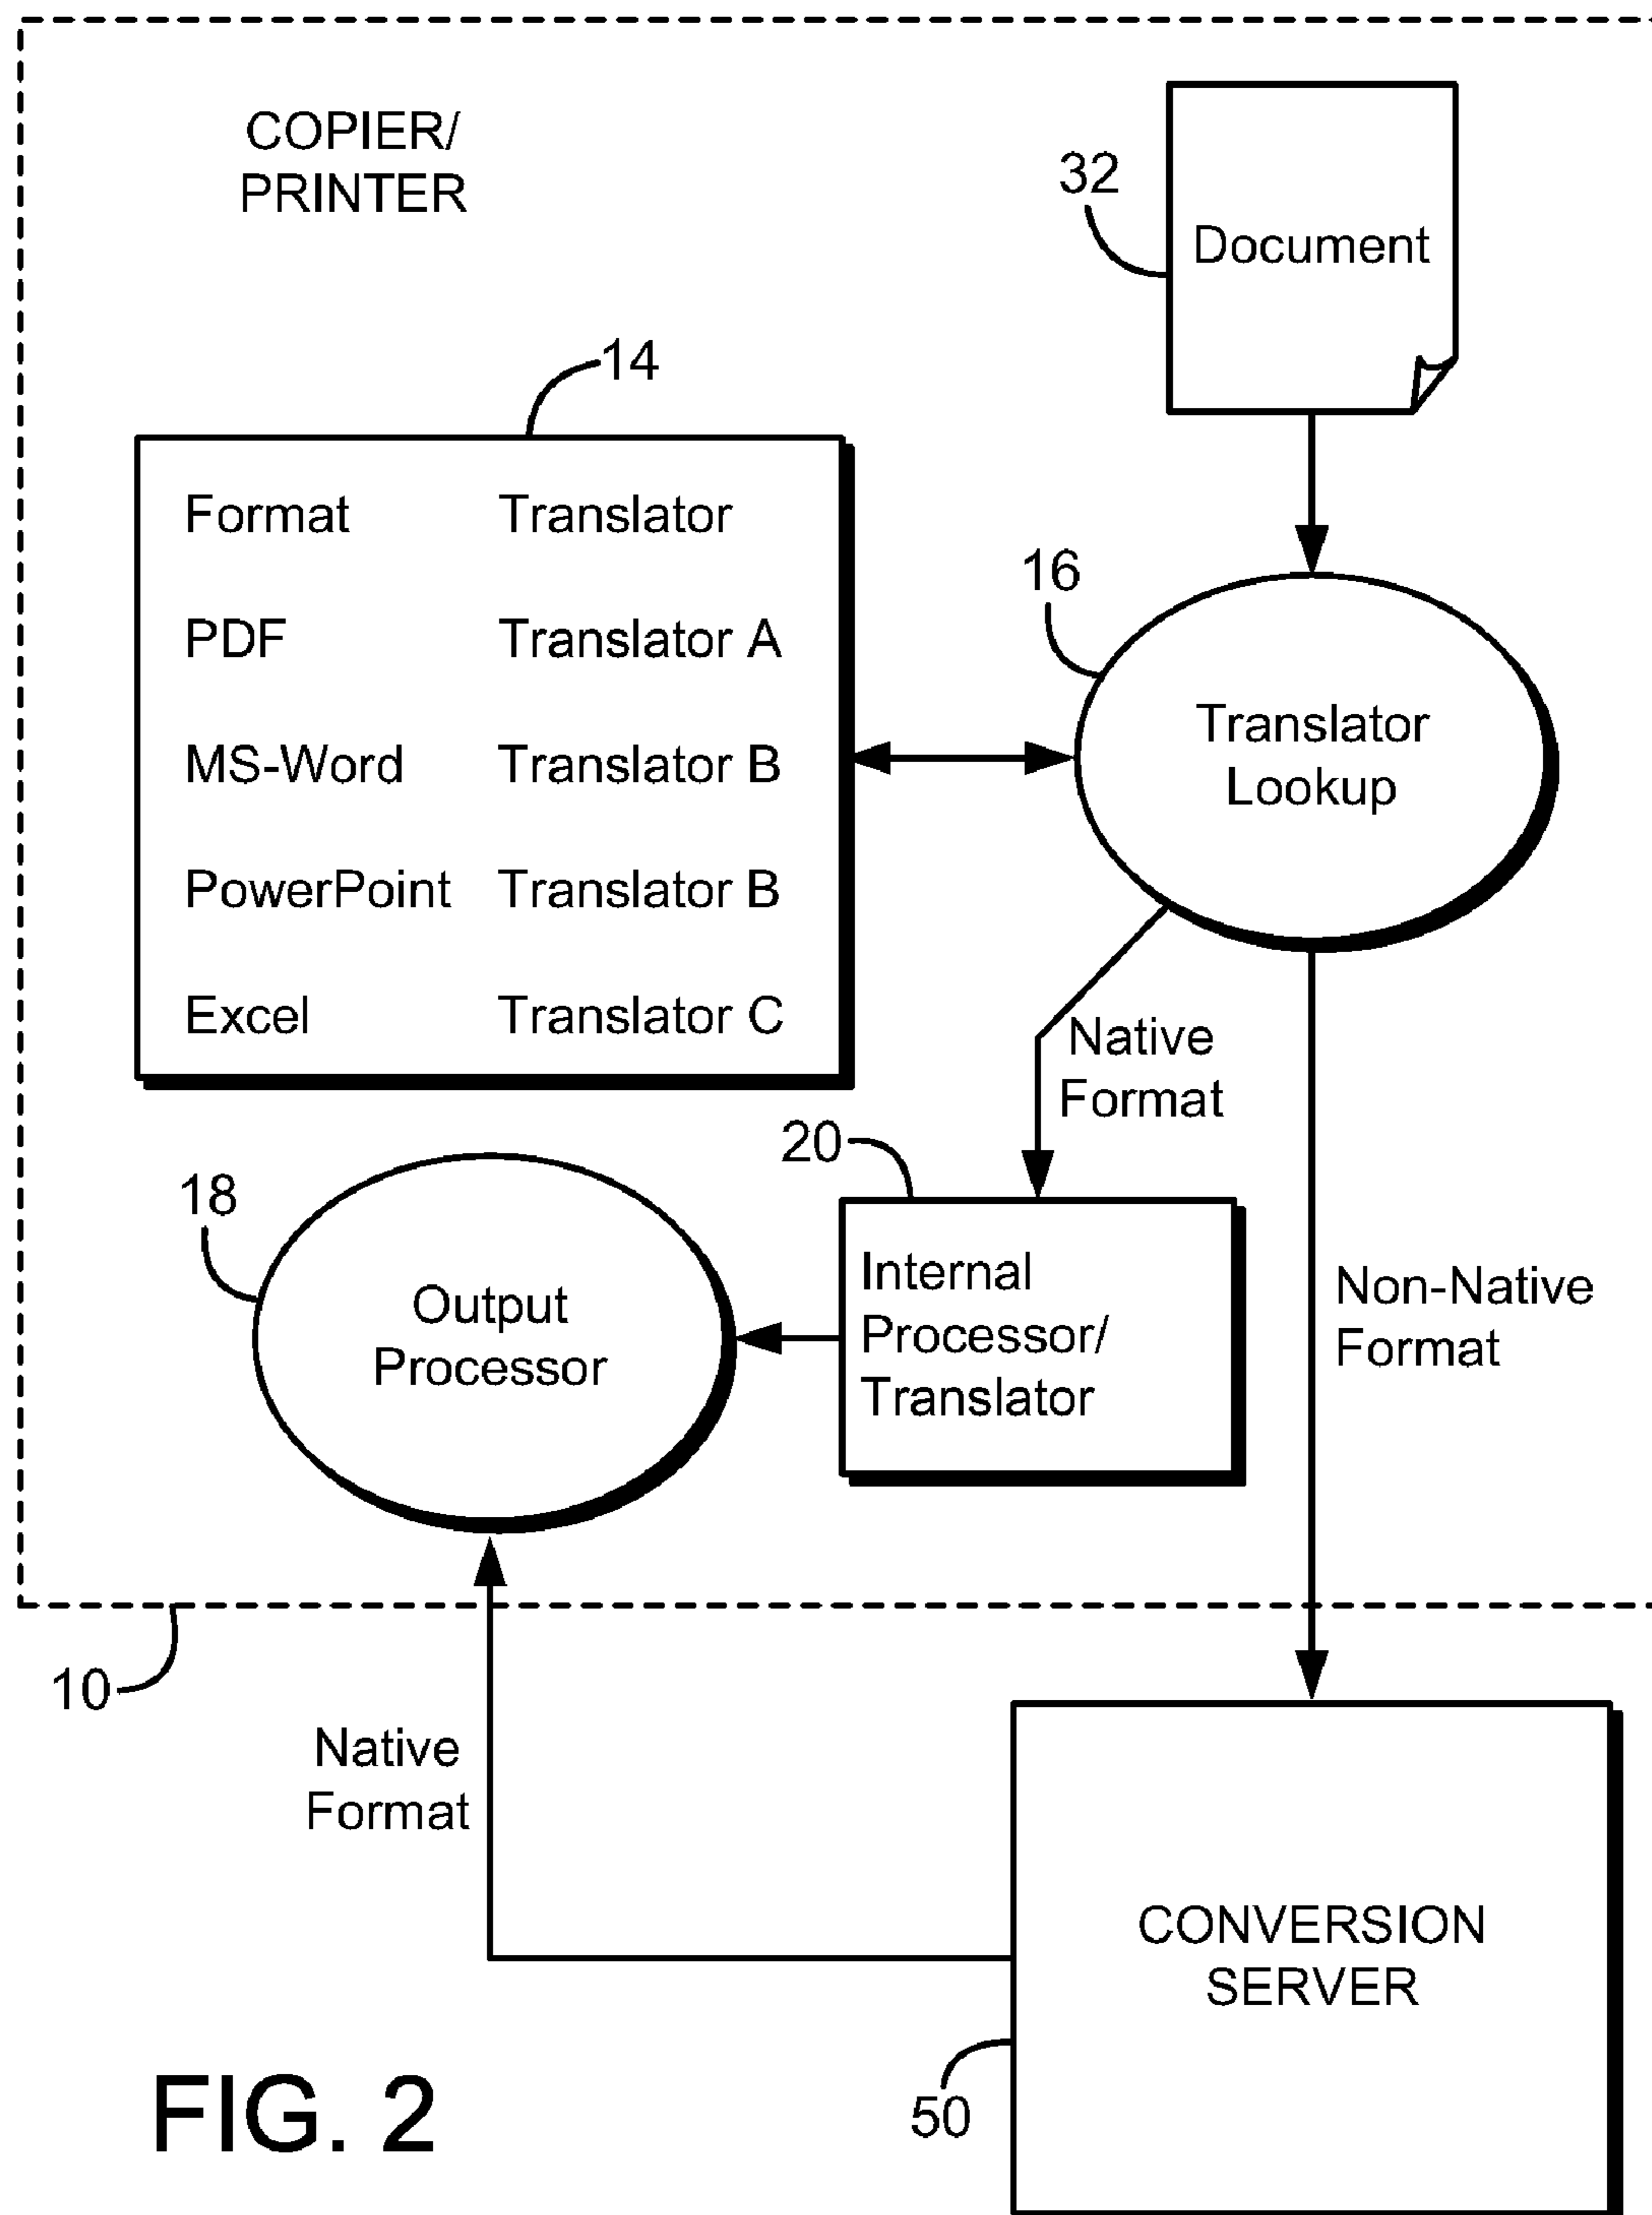 COPIER/
PRINTER
32
Document
14
Format Translator
PDF Translator A
MS-Word Translator B
PowerPoint Translator B
Excel Translator C
16
Translator
Lookup
Native
Format
20
Internal
Processor/
Translator
18
Output
Processor
Non-Native
Format
10
Native
Format
CONVERSION
SERVER
50
FIG. 2